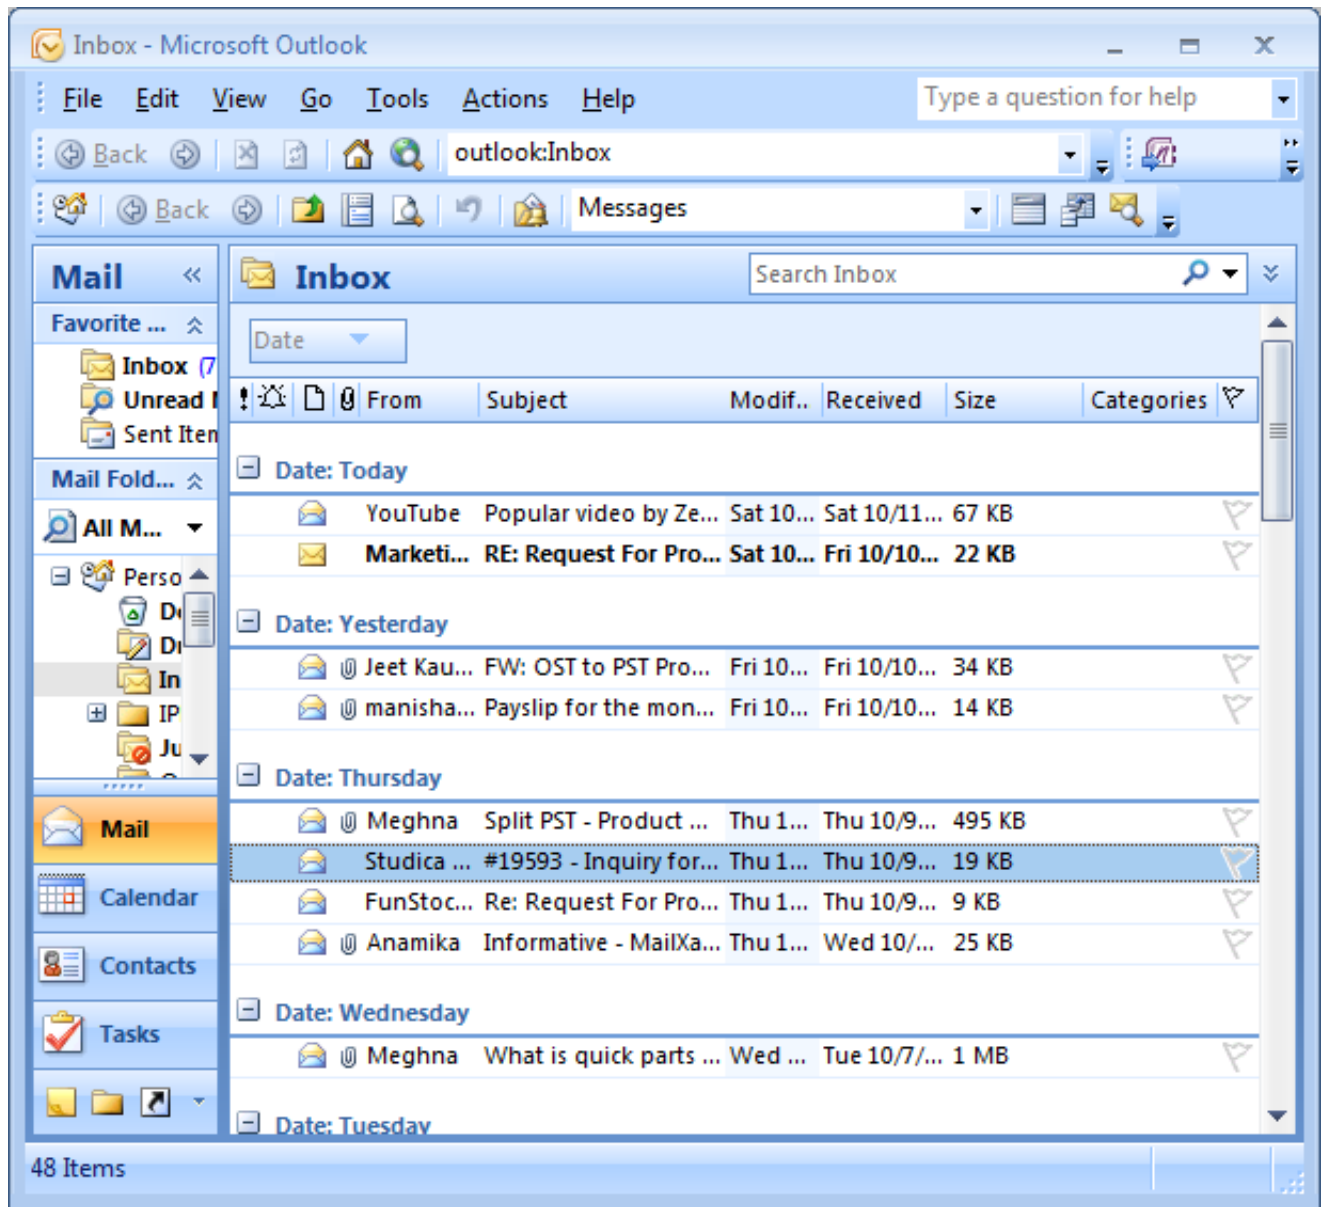 Inbox - Microsoft Outlook
File Edit View Go Tools Actions Help Type a question for help
Back outlook:Inbox
Back Messages
Mail « Inbox Search Inbox
Favorite ...
Date
Inbox (7
Unread
Sent Item
From Subject Modif.. Received Size Categories
Mail Fold...
All M...
Perso
De
Dr
In
IP
Ju
Date: Today
YouTube Popular video by Ze... Sat 10... Sat 10/11... 67 KB
Marketi... RE: Request For Pro... Sat 10... Fri 10/10... 22 KB
Date: Yesterday
Jeet Kau... FW: OST to PST Pro... Fri 10... Fri 10/10... 34 KB
manisha... Payslip for the mon... Fri 10... Fri 10/10... 14 KB
Date: Thursday
Meghna Split PST - Product ... Thu 1... Thu 10/9... 495 KB
Studica ... #19593 - Inquiry for... Thu 1... Thu 10/9... 19 KB
FunStoc... Re: Request For Pro... Thu 1... Thu 10/9... 9 KB
Anamika Informative - MailXa... Thu 1... Wed 10/... 25 KB
Date: Wednesday
Meghna What is quick parts ... Wed ... Tue 10/7/... 1 MB
Date: Tuesday
Mail
Calendar
Contacts
Tasks
48 Items